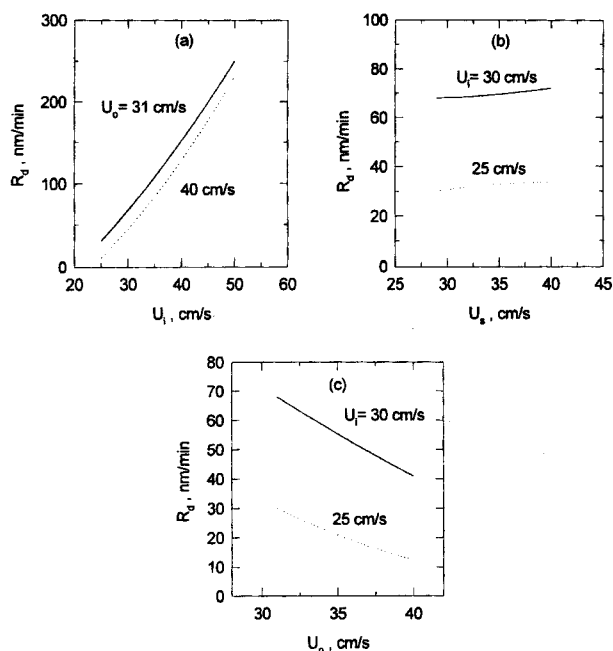 (a)
300
250
200
150
100
50
0
R_d , nm/min
U_o= 31 cm/s
40 cm/s
20 30 40 50 60
U_i , cm/s
(b)
100
80
60
40
20
0
R_d , nm/min
U_i= 30 cm/s
25 cm/s
25 30 35 40 45
U_s, cm/s
(c)
80
70
60
50
40
30
20
10
0
R_d , nm/min
U_i= 30 cm/s
25 cm/s
30 35 40
U_o , cm/s